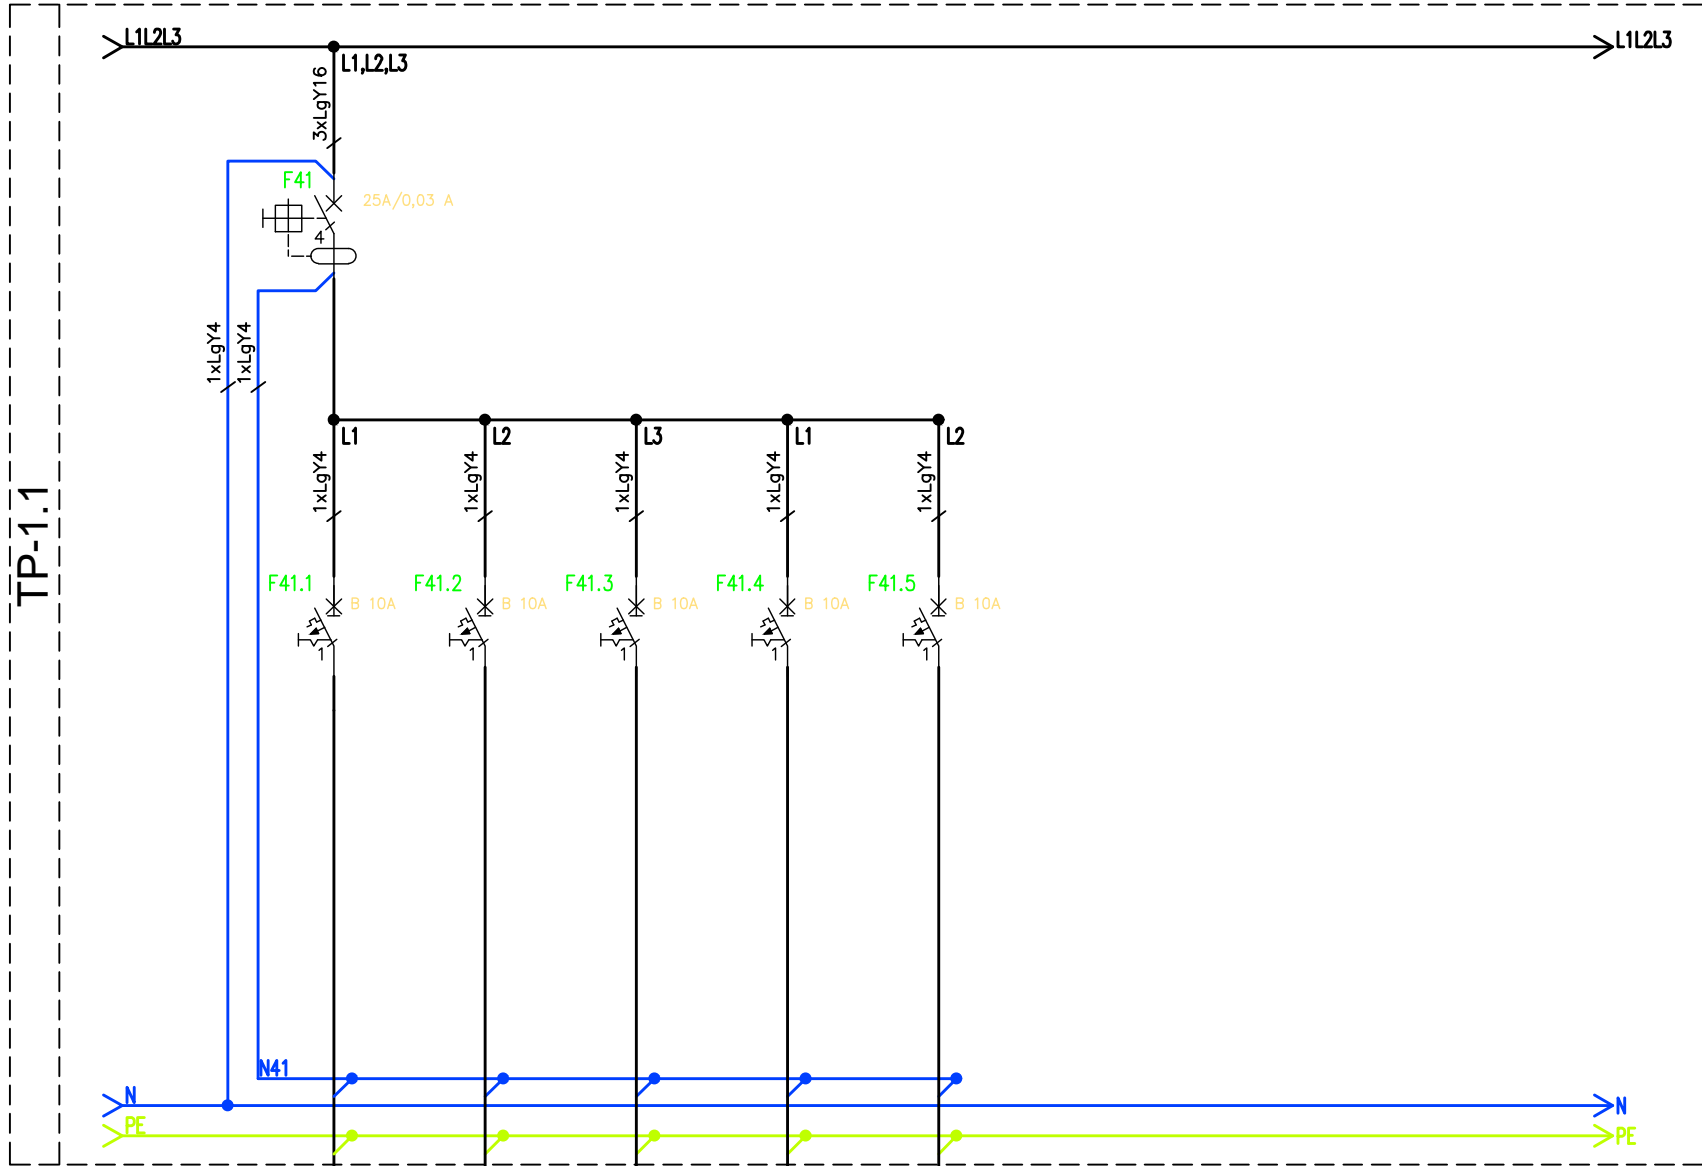 L1L2L3
L1L2L3
L1,L2,L3
3xLgY16
F41
25A/0,03 A
4
1xLgY4
1xLgY4
L1
L2
L3
L1
L2
1xLgY4
1xLgY4
1xLgY4
1xLgY4
1xLgY4
TP-1.1
F41.1
F41.2
F41.3
F41.4
F41.5
B 10A
B 10A
B 10A
B 10A
B 10A
1
1
1
1
1
N41
N
N
PE
PE